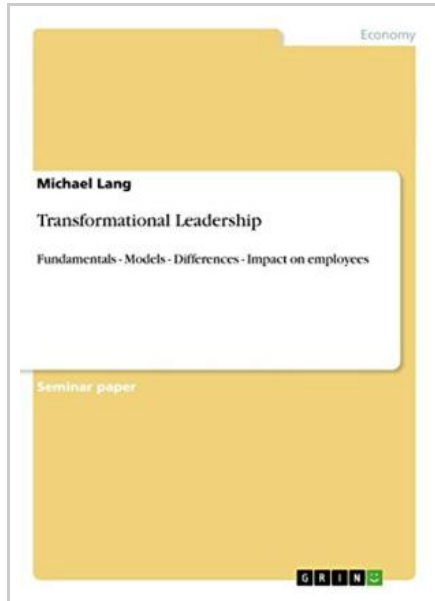 Economy
Michael Lang
Transformational Leadership
Fundamentals - Models - Differences - Impact on employees
Seminar paper
GRIN